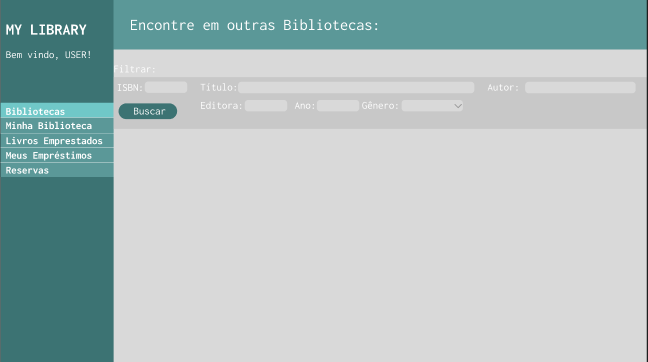 MY LIBRARY
Bem vindo, USER!
Bibliotecas
Minha Biblioteca
Livros Emprestados
Meus Empréstimos
Reservas
Encontre em outras Bibliotecas:
Filtrar:
ISBN: Titulo: Autor:
Editora: Ano: Gênero:
Buscar